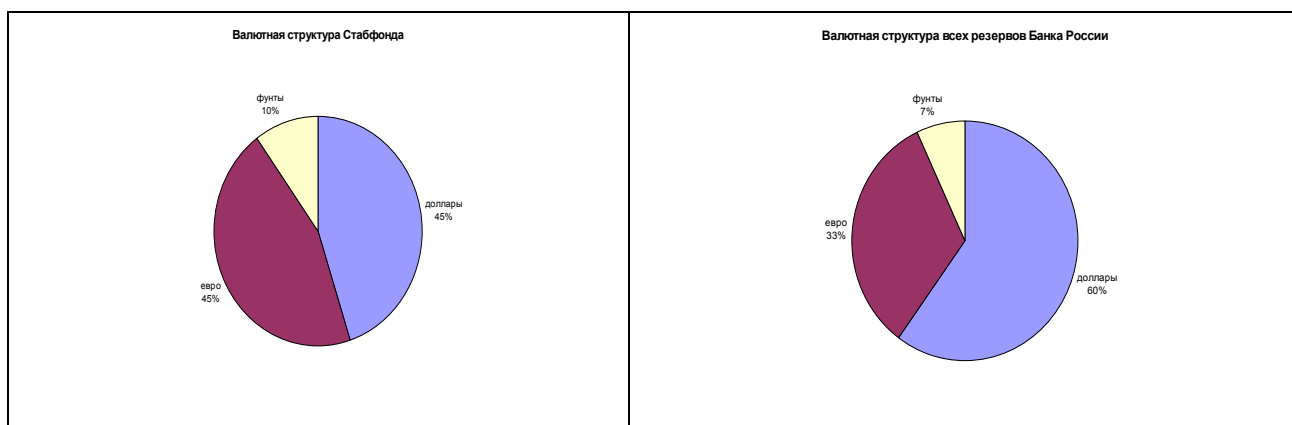 Валютная структура Стабфонда
фунты
10%
доллары
45%
евро
45%
Валютная структура всех резервов Банка России
фунты
7%
евро
33%
доллары
60%